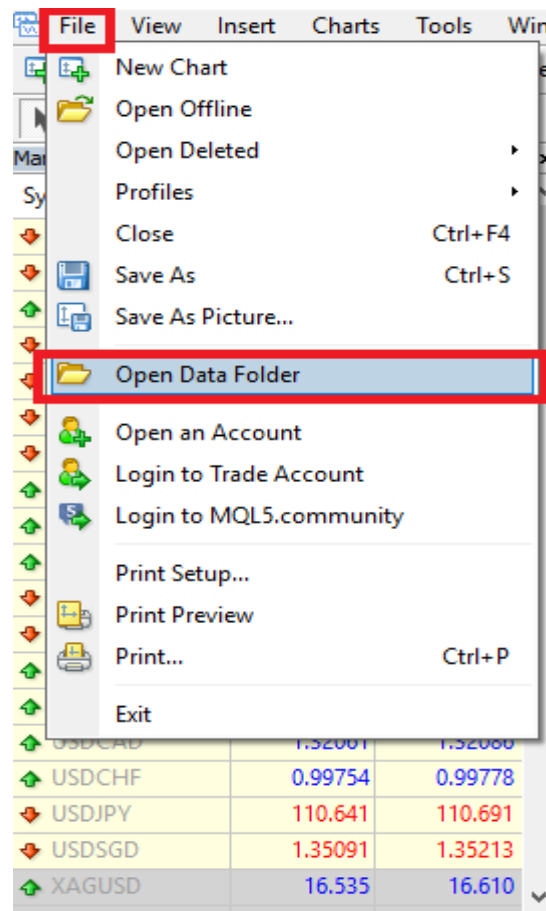 File View Insert Charts Tools Win
New Chart
Open Offline
Open Deleted
Mar
Profiles
Sy
Close Ctrl+F4
Save As Ctrl+S
Save As Picture...
Open Data Folder
Open an Account
Login to Trade Account
Login to MQL5.community
Print Setup...
Print Preview
Print... Ctrl+P
Exit
USDCAD 1.32061 1.32086
USDCHF 0.99754 0.99778
USDJPY 110.641 110.691
USDSGD 1.35091 1.35213
XAGUSD 16.535 16.610